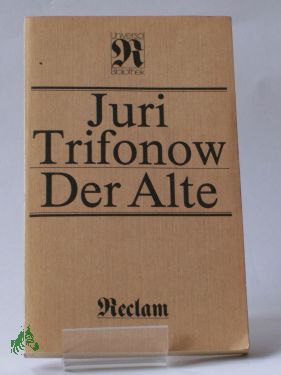 Universal
R
Bibliothek
Juri
Trifonow
Der Alte
Reclam